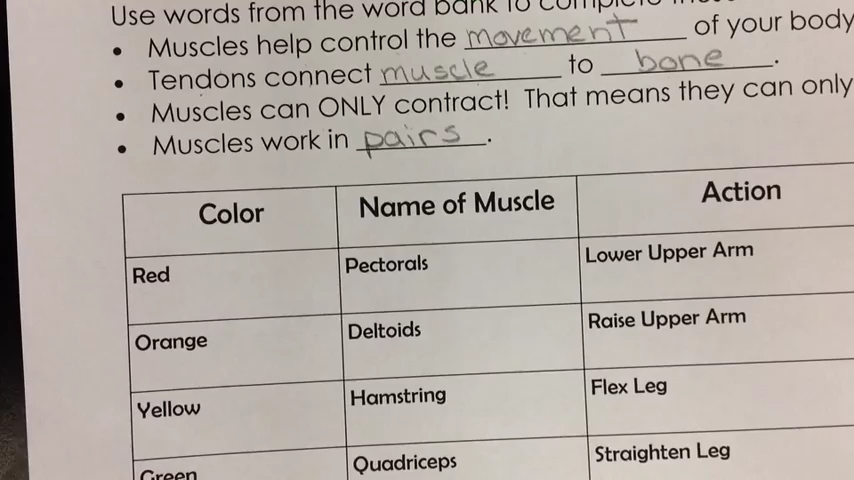 Use words from the word bank to complete
• Muscles help control the movement of your body
• Tendons connect muscle to bone.
• Muscles can ONLY contract! That means they can only
• Muscles work in pairs.
Color Name of Muscle Action
Red Pectorals Lower Upper Arm
Orange Deltoids Raise Upper Arm
Yellow Hamstring Flex Leg
Green Quadriceps Straighten Leg